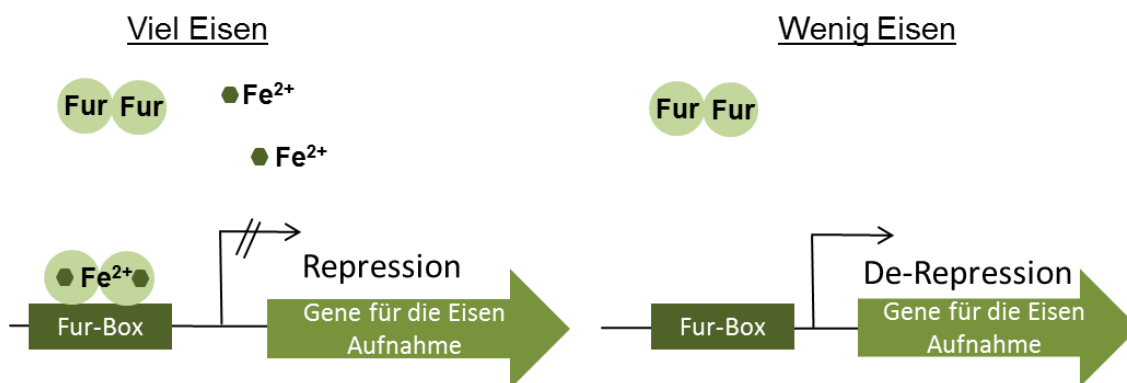 Viel Eisen
Fur Fur
Fe²⁺
Fe²⁺
Repression
Fe²⁺
Fur-Box
Gene für die Eisen
Aufnahme
Wenig Eisen
Fur Fur
De-Repression
Fur-Box
Gene für die Eisen
Aufnahme